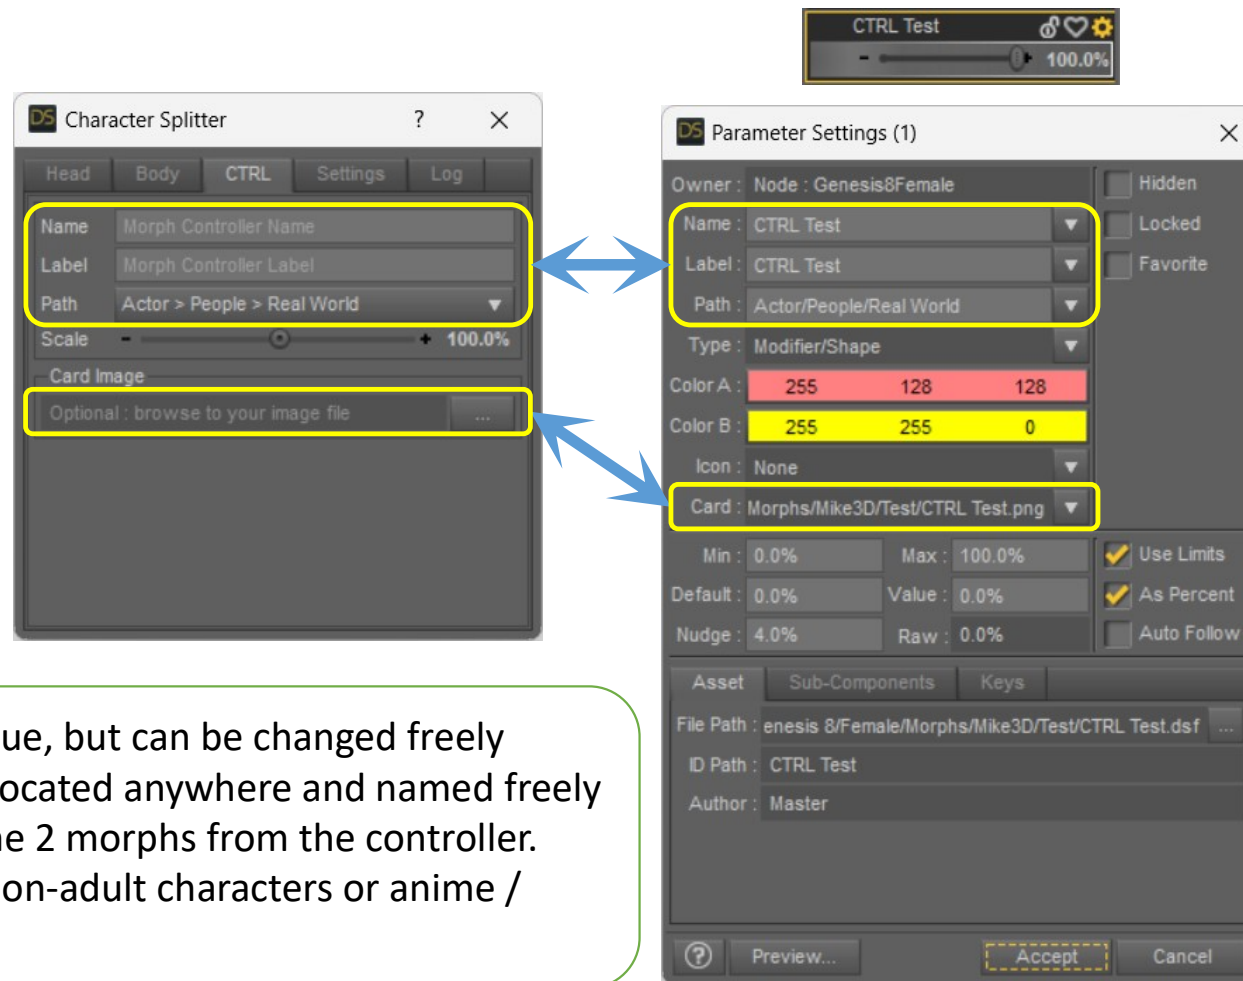 CTRL Test
- + 100.0%
DS Character Splitter ? ×
Head Body CTRL Settings Log
Name Morph Controller Name
Label Morph Controller Label
Path Actor > People > Real World
Scale - + 100.0%
Card Image
Optional : browse to your image file ...
DS Parameter Settings (1) ×
Owner : Node : Genesis8Female Hidden
Name : CTRL Test Locked
Label : CTRL Test Favorite
Path : Actor/People/Real World
Type : Modifier/Shape
Color A : 255 128 128
Color B : 255 255 0
Icon : None
Card : Morphs/Mike3D/Test/CTRL Test.png
Min : 0.0% Max : 100.0% Use Limits
Default : 0.0% Value : 0.0% As Percent
Nudge : 4.0% Raw : 0.0% Auto Follow
Asset Sub-Components Keys
File Path : enesis 8/Female/Morphs/Mike3D/Test/CTRL Test.dsf ...
ID Path : CTRL Test
Author : Master
? Preview... Accept Cancel
ue, but can be changed freely
ocated anywhere and named freely
e 2 morphs from the controller.
on-adult characters or anime /